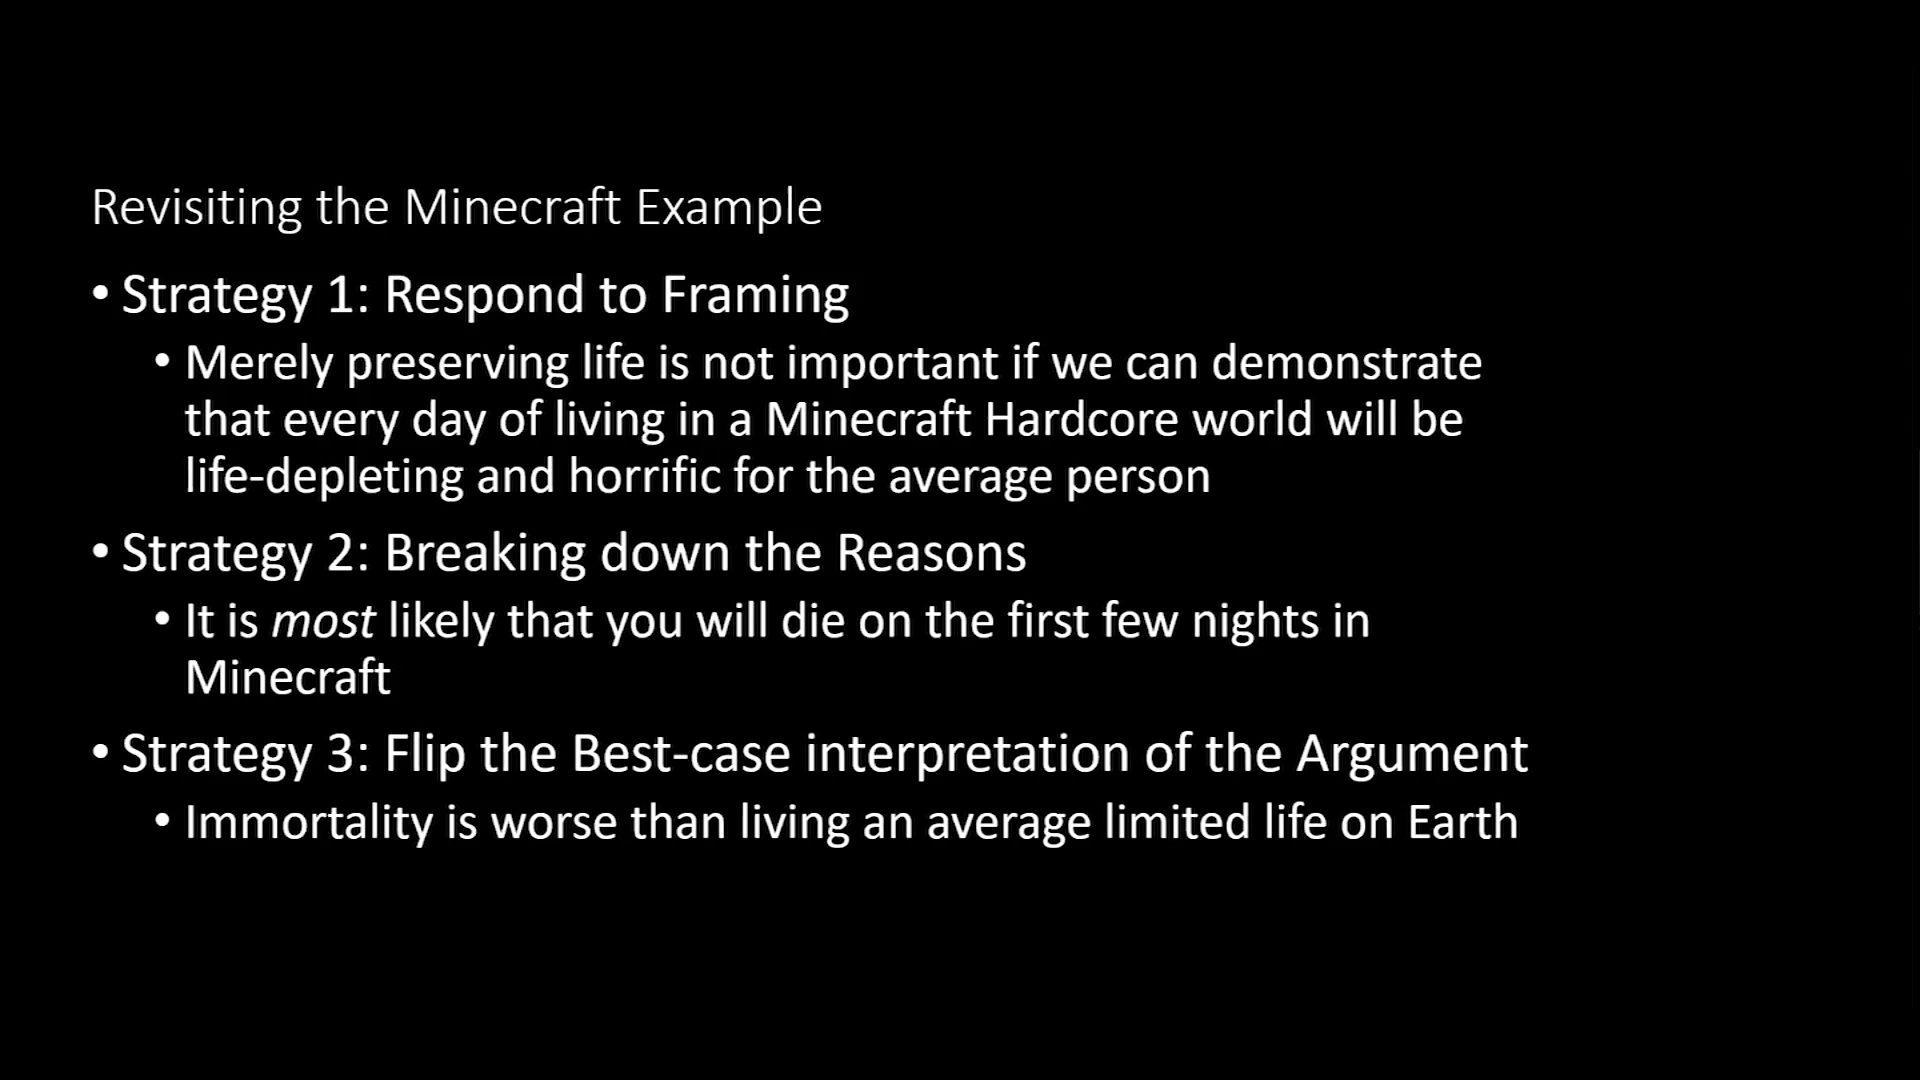 Revisiting the Minecraft Example
• Strategy 1: Respond to Framing
• Merely preserving life is not important if we can demonstrate
that every day of living in a Minecraft Hardcore world will be
life-depleting and horrific for the average person
• Strategy 2: Breaking down the Reasons
• It is most likely that you will die on the first few nights in
Minecraft
• Strategy 3: Flip the Best-case interpretation of the Argument
• Immortality is worse than living an average limited life on Earth